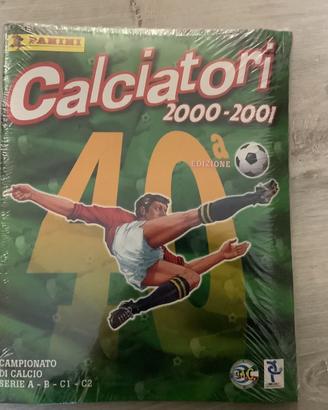 PANINI
Calciatori
2000-2001
40a
EDIZIONE
CAMPIONATO
DI CALCIO
SERIE A - B - C1 - C2